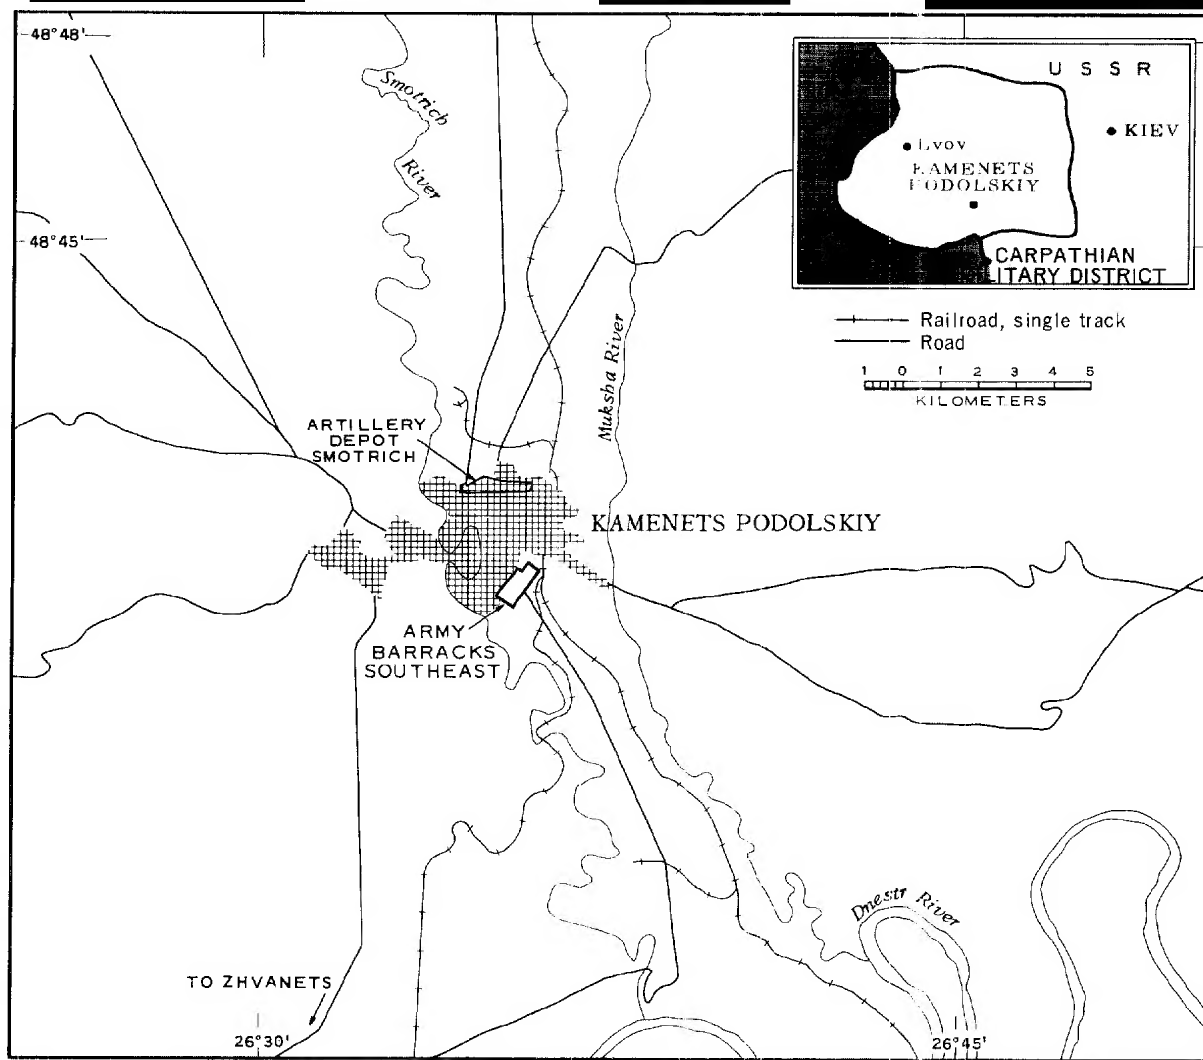 48°48'
Smotrich
River
48°45'
U S S R
KIEV
Lvov
KAMENETS
PODOLSKIY
CARPATHIAN
ITARY DISTRICT
Railroad, single track
Road
1 0 1 2 3 4 5
KILOMETERS
Muksha River
ARTILLERY
DEPOT
SMOTRICH
KAMENETS PODOLSKIY
ARMY
BARRACKS
SOUTHEAST
Dnestr River
TO ZHVANETS
26°30'
26°45'